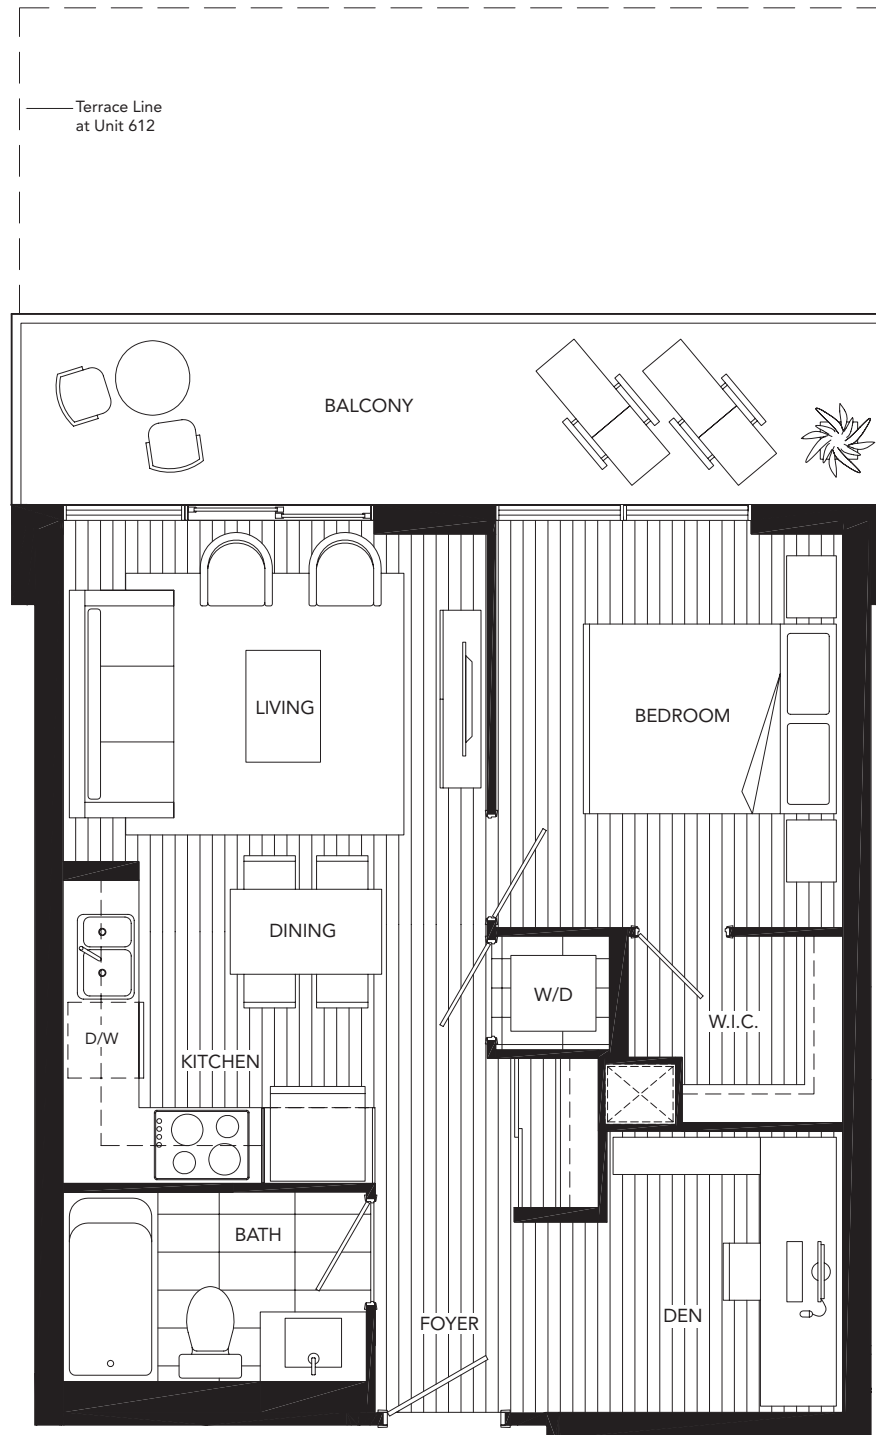 Terrace Line
at Unit 612
BALCONY
LIVING
BEDROOM
DINING
W/D
W.I.C.
D/W
KITCHEN
BATH
FOYER
DEN